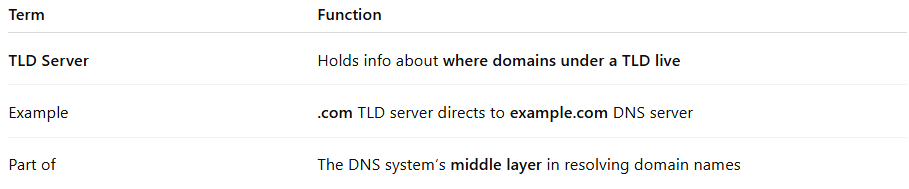 Term Function
TLD Server Holds info about where domains under a TLD live
Example .com TLD server directs to example.com DNS server
Part of The DNS system's middle layer in resolving domain names